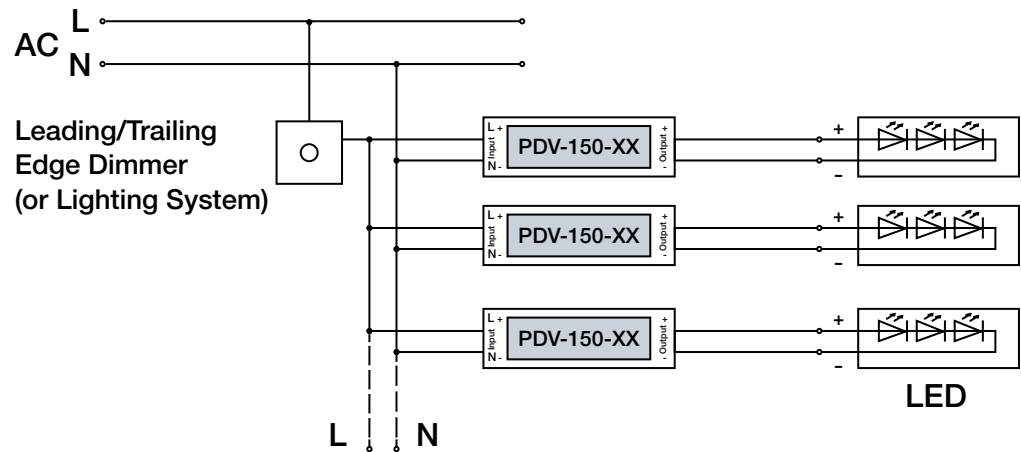 AC
L
N
Leading/Trailing
Edge Dimmer
(or Lighting System)
L +
Input
N -
PDV-150-XX
Output
+
-
+
–
L +
Input
N -
PDV-150-XX
Output
+
-
+
–
L +
Input
N -
PDV-150-XX
Output
+
-
+
–
LED
L
N